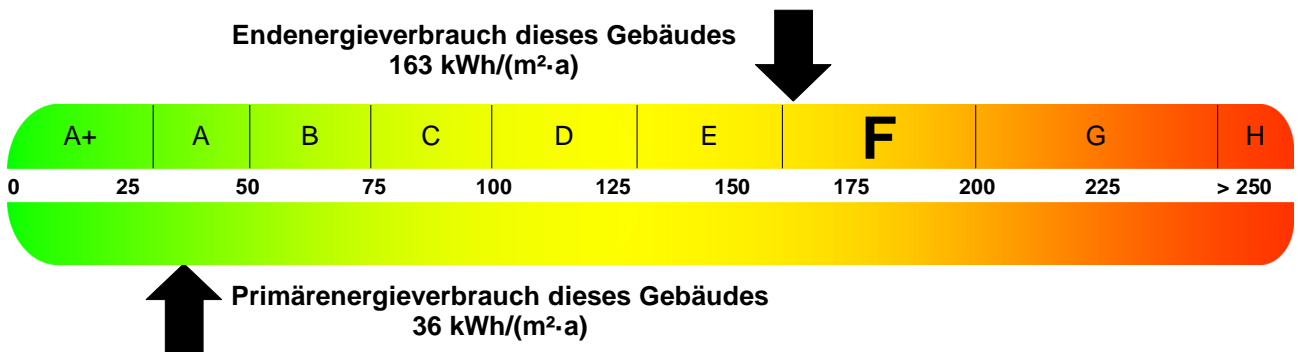 Endenergieverbrauch dieses Gebäudes
163 kWh/(m²·a)
A+ A B C D E F G H
0 25 50 75 100 125 150 175 200 225 > 250
Primärenergieverbrauch dieses Gebäudes
36 kWh/(m²·a)